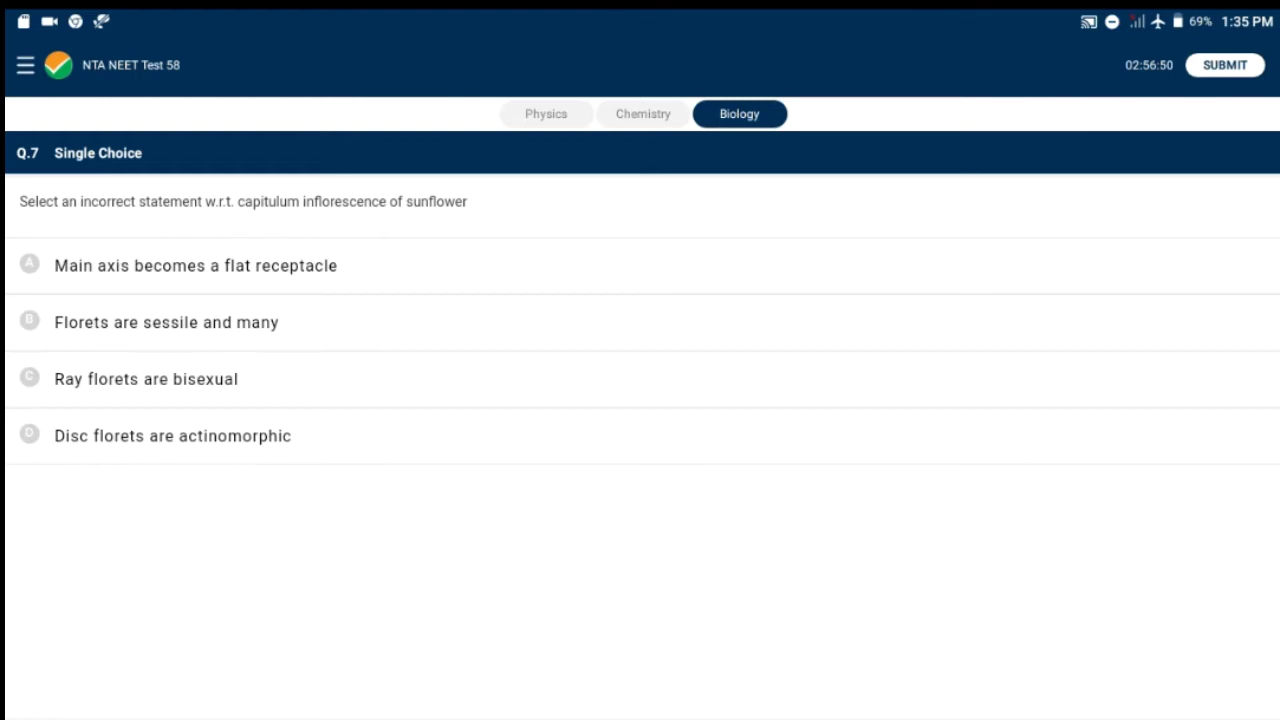 69% 1:35 PM
NTA NEET Test 58 02:56:50 SUBMIT
Physics Chemistry Biology
Q.7 Single Choice
Select an incorrect statement w.r.t. capitulum inflorescence of sunflower
A Main axis becomes a flat receptacle
B Florets are sessile and many
C Ray florets are bisexual
D Disc florets are actinomorphic